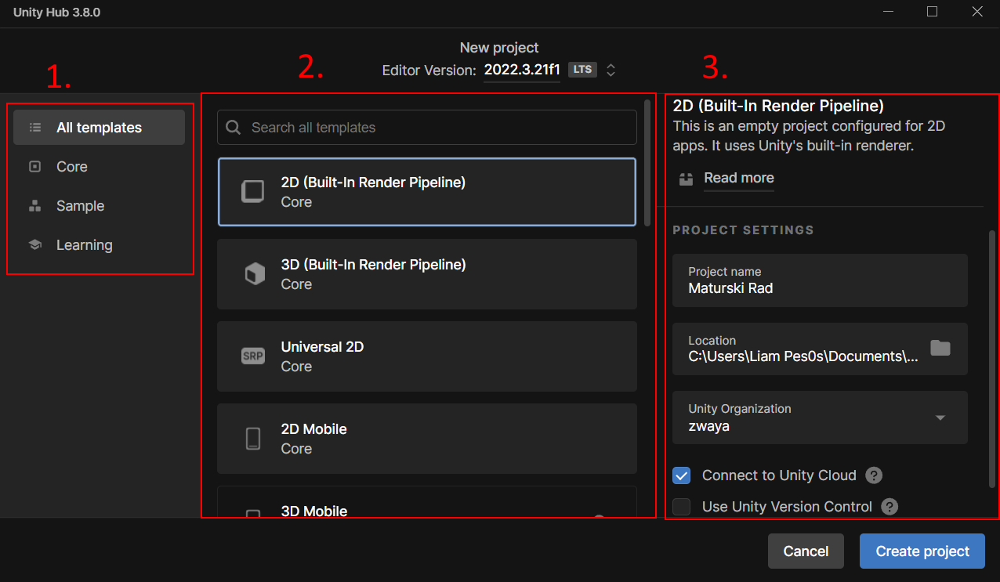 Unity Hub 3.8.0
New project
Editor Version: 2022.3.21f1 LTS
1.
2.
3.
All templates
Core
Sample
Learning
Search all templates
2D (Built-In Render Pipeline)
Core
3D (Built-In Render Pipeline)
Core
SRP
Universal 2D
Core
2D Mobile
Core
3D Mobile
2D (Built-In Render Pipeline)
This is an empty project configured for 2D
apps. It uses Unity's built-in renderer.
Read more
PROJECT SETTINGS
Project name
Maturski Rad
Location
C:\Users\Liam Pes0s\Documents\...
Unity Organization
zwaya
Connect to Unity Cloud ?
Use Unity Version Control ?
Cancel
Create project